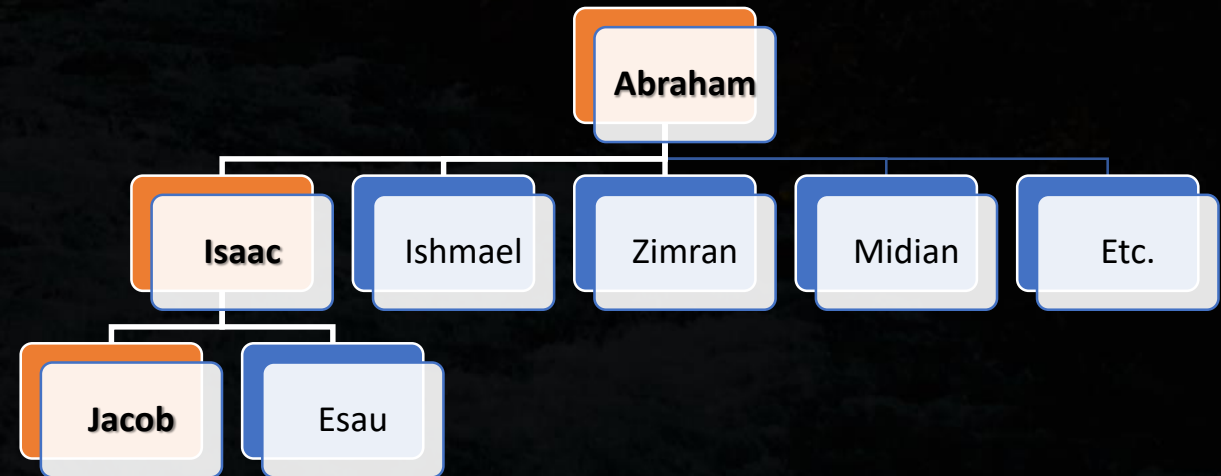 Abraham
Isaac
Ishmael
Zimran
Midian
Etc.
Jacob
Esau